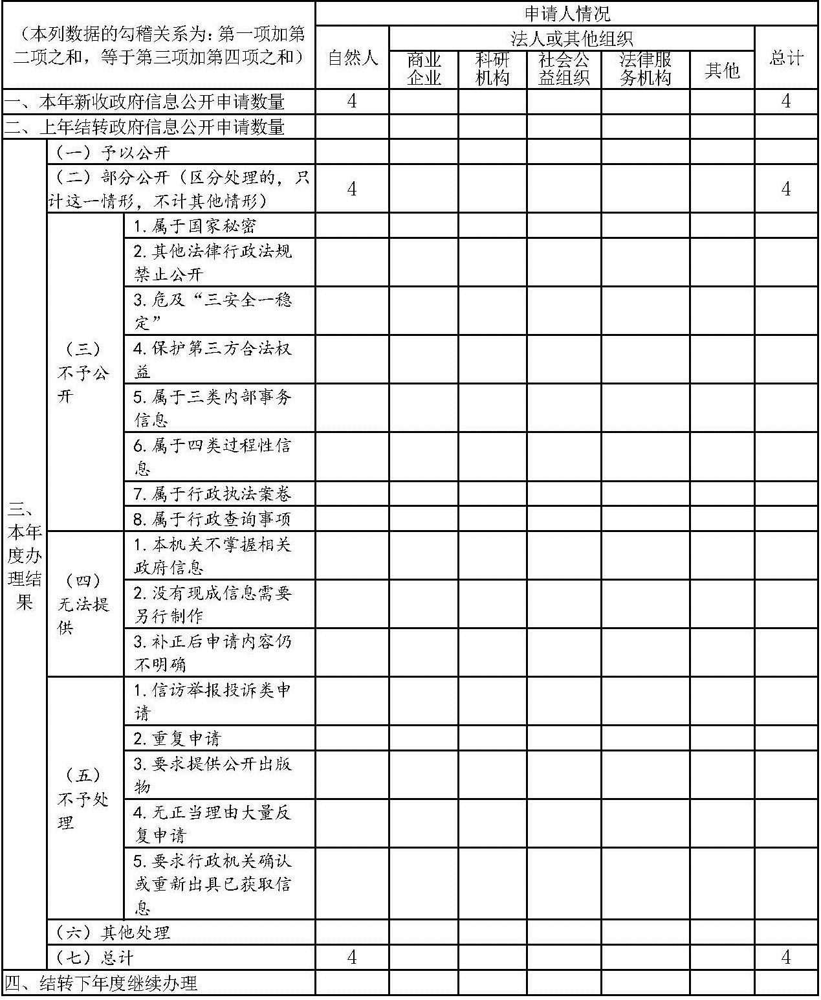 （本列数据的勾稽关系为：第一项加第
二项之和，等于第三项加第四项之和）
申请人情况
自然人
法人或其他组织
总计
商业
企业
科研
机构
社会公
益组织
法律服
务机构
其他
一、本年新收政府信息公开申请数量 4 4
二、上年结转政府信息公开申请数量
三、
本年
度办
理结
果
（一）予以公开
（二）部分公开（区分处理的，只
计这一情形，不计其他情形） 4 4
（三）
不予公
开
1.属于国家秘密
2.其他法律行政法规
禁止公开
3.危及“三安全一稳
定”
4.保护第三方合法权
益
5.属于三类内部事务
信息
6.属于四类过程性信
息
7.属于行政执法案卷
8.属于行政查询事项
（四）
无法提
供
1.本机关不掌握相关
政府信息
2.没有现成信息需要
另行制作
3.补正后申请内容仍
不明确
（五）
不予处
理
1.信访举报投诉类申
请
2.重复申请
3.要求提供公开出版
物
4.无正当理由大量反
复申请
5.要求行政机关确认
或重新出具已获取信
息
（六）其他处理
（七）总计 4 4
四、结转下年度继续办理